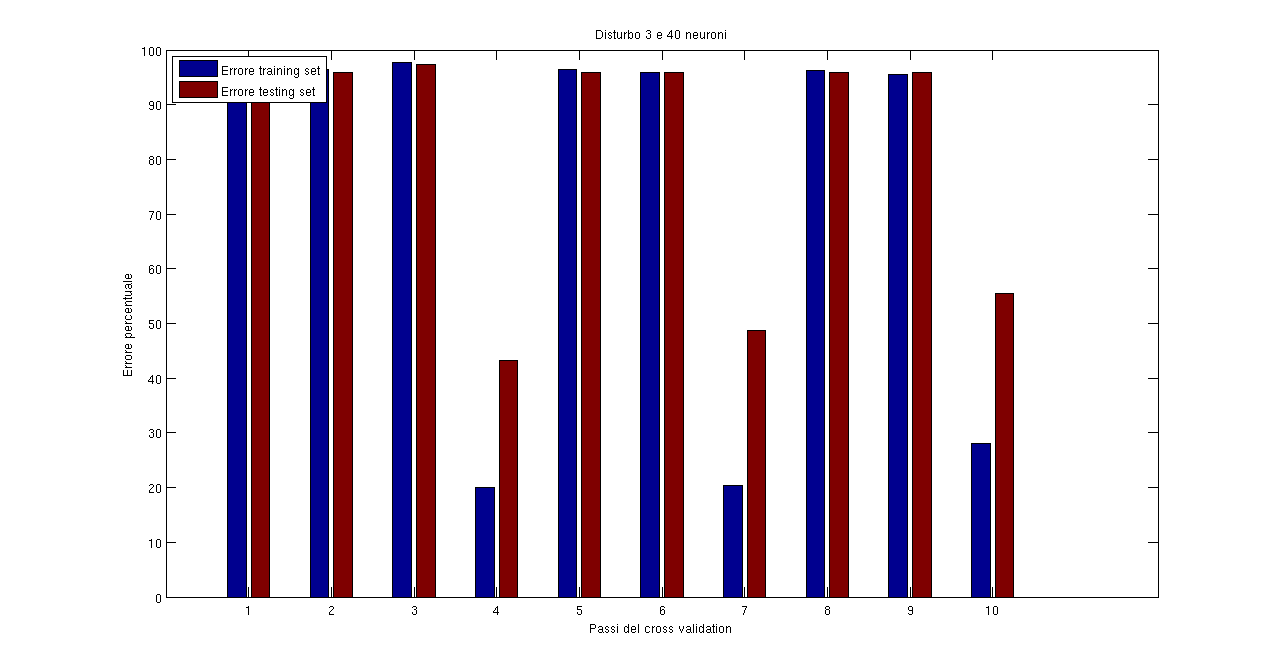 Disturbo 3 e 40 neuroni
Errore training set
Errore testing set
100
90
80
70
60
50
40
30
20
10
0
Errore percentuale
1 2 3 4 5 6 7 8 9 10
Passi del cross validation